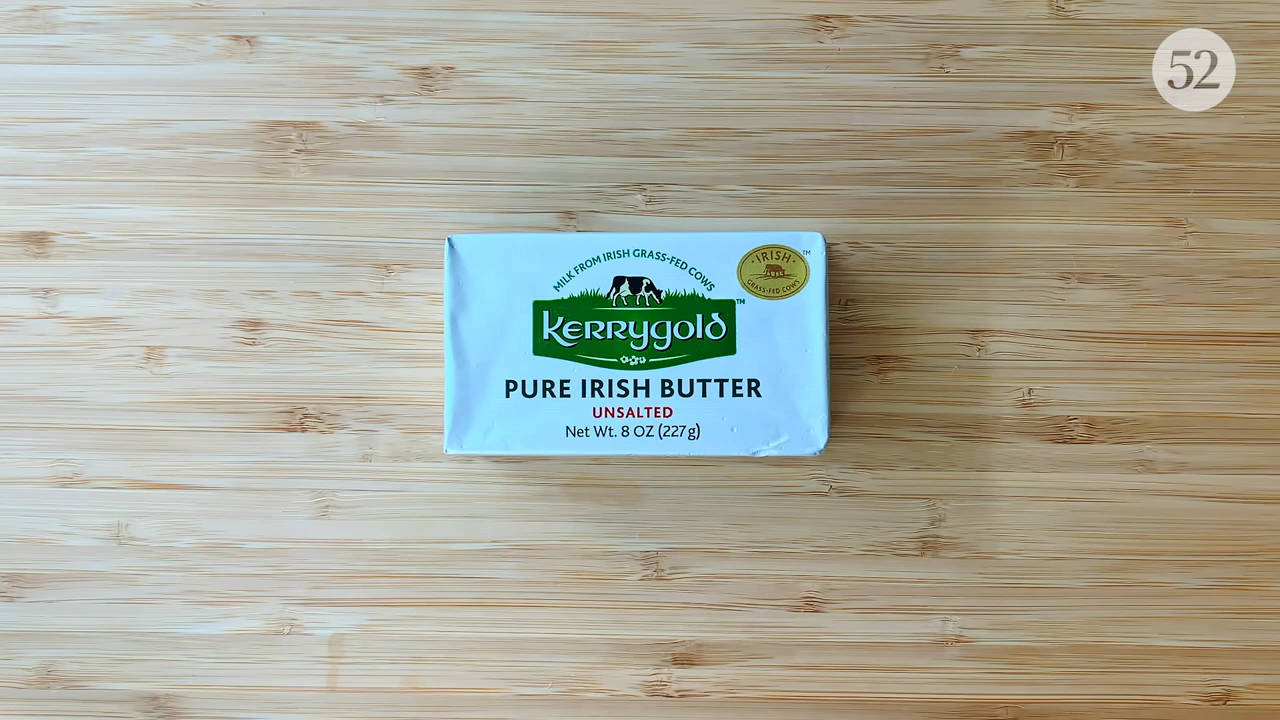 52
MILK FROM IRISH GRASS-FED COWS
IRISH
GRASS-FED COWS
TM
Kerrygold
TM
PURE IRISH BUTTER
UNSALTED
Net Wt. 8 OZ (227g)